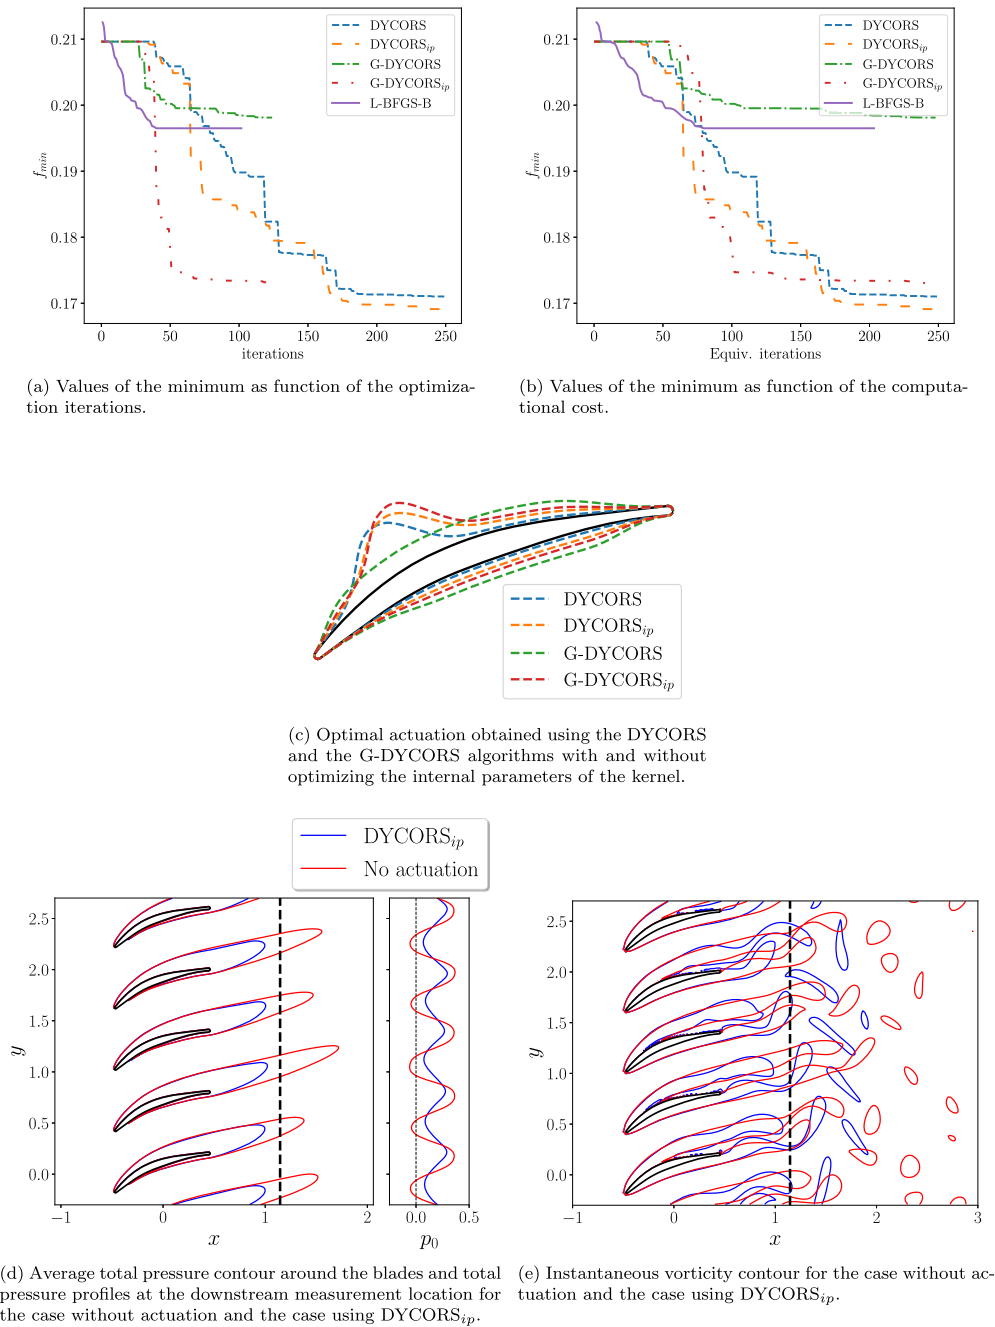 0.21
0.20
0.19
0.18
0.17
f_min
0 50 100 150 200 250
iterations
DYCORS
DYCORS_ip
G-DYCORS
G-DYCORS_ip
L-BFGS-B
0.21
0.20
0.19
0.18
0.17
f_min
0 50 100 150 200 250
Equiv. iterations
DYCORS
DYCORS_ip
G-DYCORS
G-DYCORS_ip
L-BFGS-B
(a) Values of the minimum as function of the optimiza-
tion iterations.
(b) Values of the minimum as function of the computa-
tional cost.
DYCORS
DYCORS_ip
G-DYCORS
G-DYCORS_ip
(c) Optimal actuation obtained using the DYCORS
and the G-DYCORS algorithms with and without
optimizing the internal parameters of the kernel.
DYCORS_ip
No actuation
2.5
2.0
1.5
1.0
0.5
0.0
y
−1 0 1 2
x
0.0 0.5
p_0
2.5
2.0
1.5
1.0
0.5
0.0
y
−1 0 1 2 3
x
(d) Average total pressure contour around the blades and total
pressure profiles at the downstream measurement location for
the case without actuation and the case using DYCORS_ip.
(e) Instantaneous vorticity contour for the case without ac-
tuation and the case using DYCORS_ip.